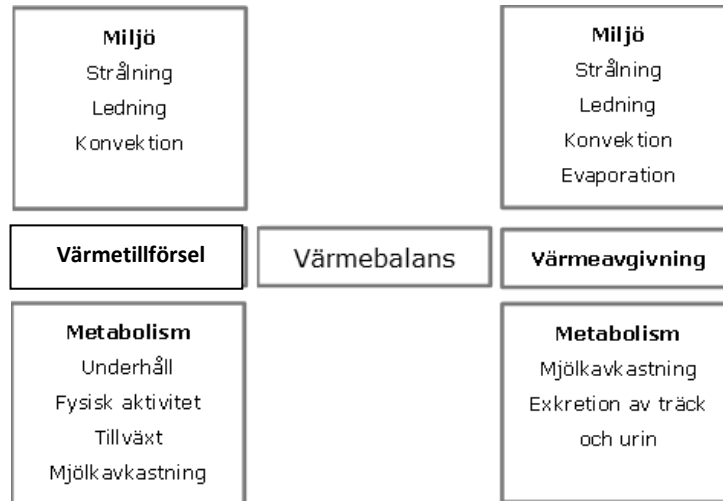 Miljö
Strålning
Ledning
Konvektion
Miljö
Strålning
Ledning
Konvektion
Evaporation
Värmetillförsel
Värmebalans
Värmeavgivning
Metabolism
Underhåll
Fysisk aktivitet
Tillväxt
Mjölkavkastning
Metabolism
Mjölkavkastning
Exkretion av träck
och urin